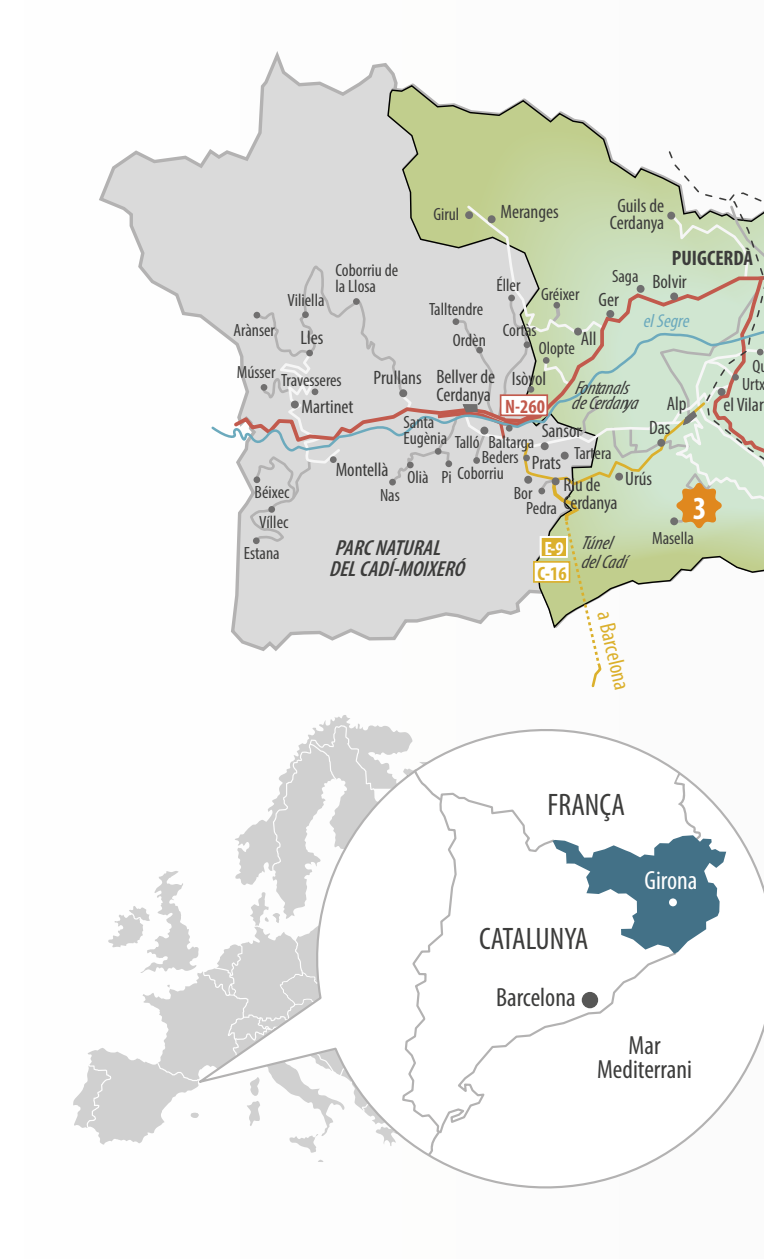 Girul
Meranges
Guils de
Cerdanya
PUIGCERDÀ
Coborriu de
la Llosa
Éller
Saga
Bolvir
Viliella
Gréixer
Ger
Talltendre
el Segre
Arànser
Lles
Ordèn
Cortàs
Olopte
All
Músser
Travesseres
Prullans
Bellver de
Cerdanya
Isòvol
Fontanals
de Cerdanya
Urtx
Martinet
N-260
Alp
el Vilar
Santa
Eugènia
Talló
Baltarga
Sansor
Das
Beders
Prats
Tartera
Montellà
Olià
Pi
Coborriu
Urús
Nas
Bor
Riu de
Cerdanya
Pedra
Béixec
3
Víllec
Masella
Estana
PARC NATURAL
DEL CADÍ-MOIXERÓ
E-9
C-16
Túnel
del Cadí
a Barcelona
FRANÇA
Girona
CATALUNYA
Barcelona
Mar
Mediterrani